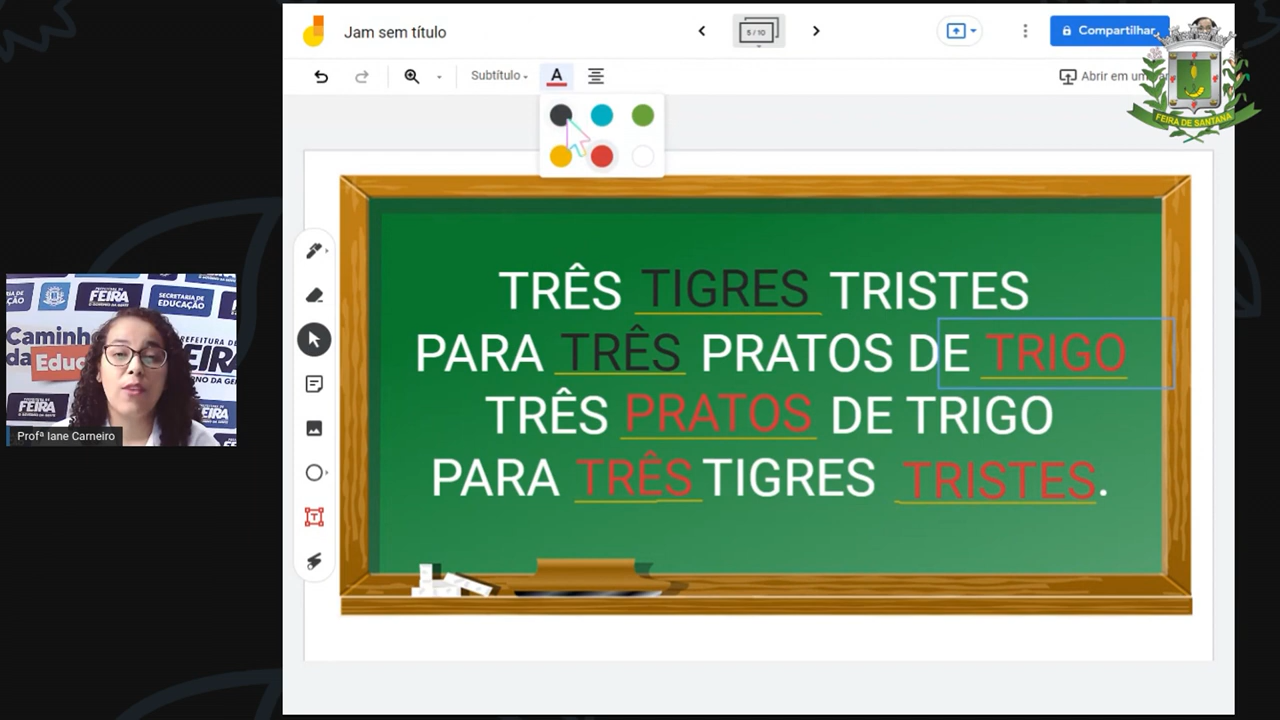 Jam sem título
5 / 10
Compartilhar
Subtítulo
A
Abrir em um
FEIRA DE SANTANA
TRÊS TIGRES TRISTES
PARA TRÊS PRATOS DE TRIGO
TRÊS PRATOS DE TRIGO
PARA TRÊS TIGRES TRISTES.
FEIRA
SECRETARIA DE
EDUCAÇÃO
Caminho
da Educ
FEIRA
FEIRA
Profª Iane Carneiro